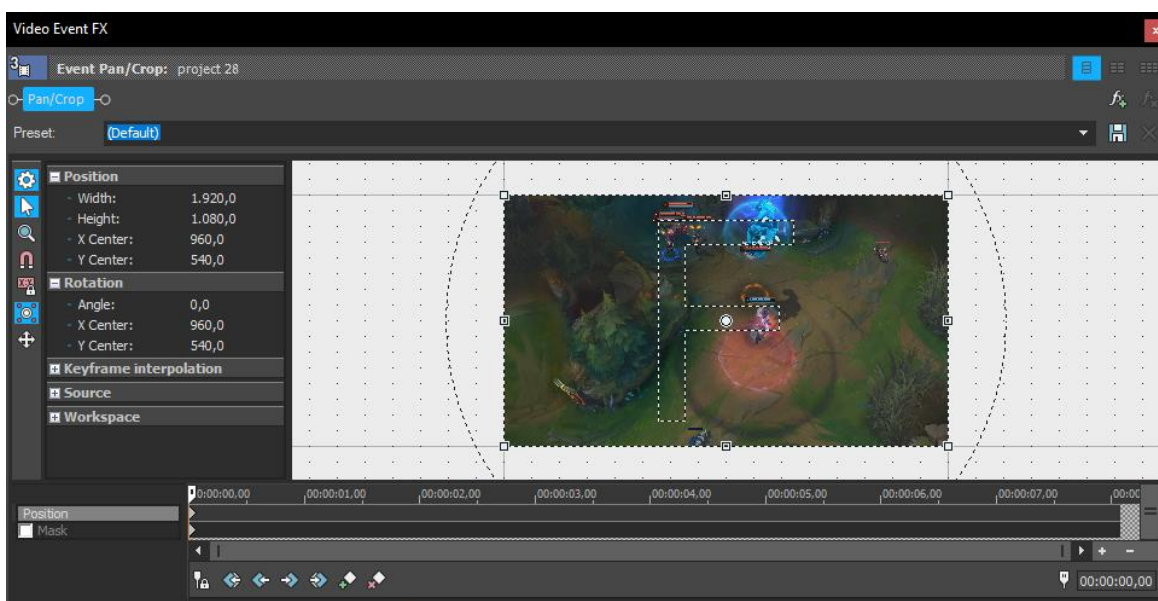 Video Event FX
3
Event Pan/Crop: project 28
Pan/Crop
Preset: (Default)
Position
Width: 1.920,0
Height: 1.080,0
X Center: 960,0
Y Center: 540,0
Rotation
Angle: 0,0
X Center: 960,0
Y Center: 540,0
Keyframe interpolation
Source
Workspace
0:00:00,00 00:00:01,00 00:00:02,00 00:00:03,00 00:00:04,00 00:00:05,00 00:00:06,00 00:00:07,00 00:00
Position
Mask
00:00:00,00